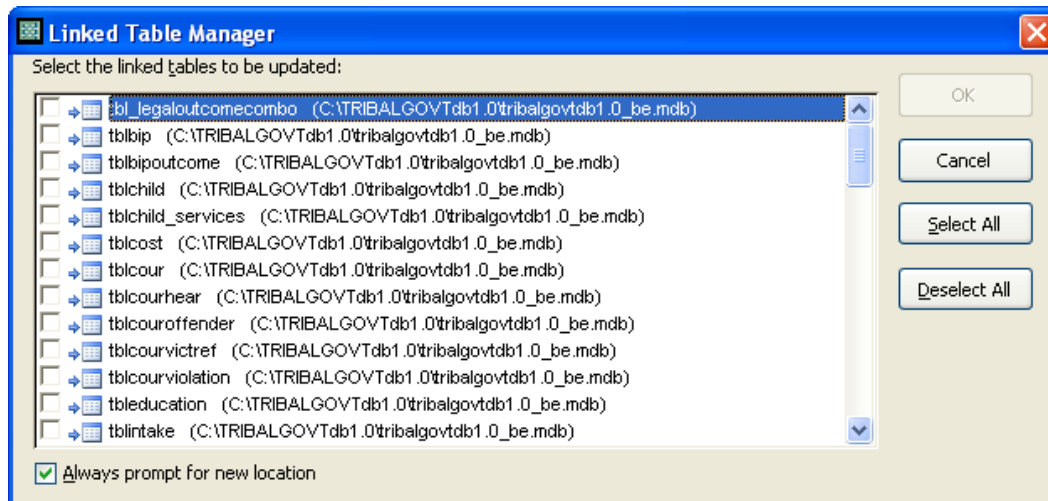 Linked Table Manager
Select the linked tables to be updated:
tbl_legaloutcomecombo (C:\TRIBALGOVTdb1.0\tribalgovtdb1.0_be.mdb)
tblbip (C:\TRIBALGOVTdb1.0\tribalgovtdb1.0_be.mdb)
tblbipoutcome (C:\TRIBALGOVTdb1.0\tribalgovtdb1.0_be.mdb)
tblchild (C:\TRIBALGOVTdb1.0\tribalgovtdb1.0_be.mdb)
tblchild_services (C:\TRIBALGOVTdb1.0\tribalgovtdb1.0_be.mdb)
tblcost (C:\TRIBALGOVTdb1.0\tribalgovtdb1.0_be.mdb)
tblcour (C:\TRIBALGOVTdb1.0\tribalgovtdb1.0_be.mdb)
tblcourhear (C:\TRIBALGOVTdb1.0\tribalgovtdb1.0_be.mdb)
tblcouroffender (C:\TRIBALGOVTdb1.0\tribalgovtdb1.0_be.mdb)
tblcourvictref (C:\TRIBALGOVTdb1.0\tribalgovtdb1.0_be.mdb)
tblcourviolation (C:\TRIBALGOVTdb1.0\tribalgovtdb1.0_be.mdb)
tbleducation (C:\TRIBALGOVTdb1.0\tribalgovtdb1.0_be.mdb)
tblintake (C:\TRIBALGOVTdb1.0\tribalgovtdb1.0_be.mdb)
Always prompt for new location
OK
Cancel
Select All
Deselect All